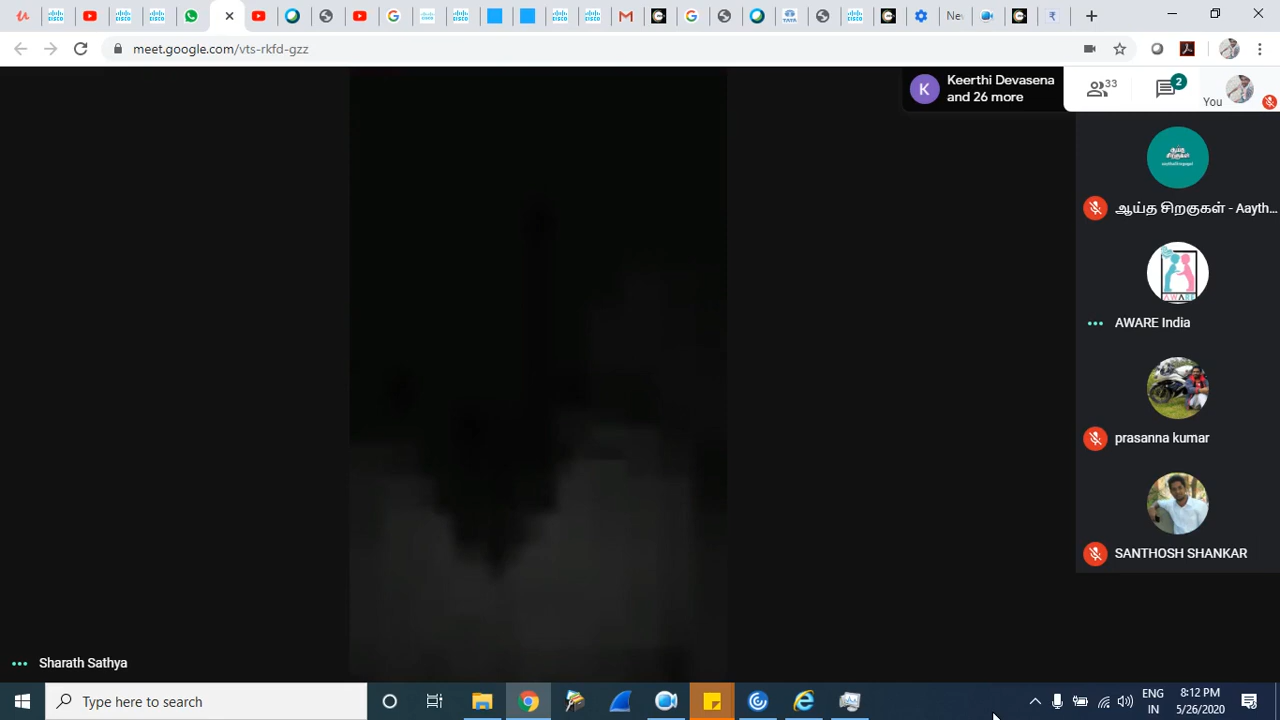 meet.google.com/vts-rkfd-gzz
Keerthi Devasena
and 26 more
33
2
You
ஆய்த சிறகுகள் - Aayth...
AWARE India
prasanna kumar
SANTHOSH SHANKAR
Sharath Sathya
Type here to search
ENG
IN
8:12 PM
5/26/2020